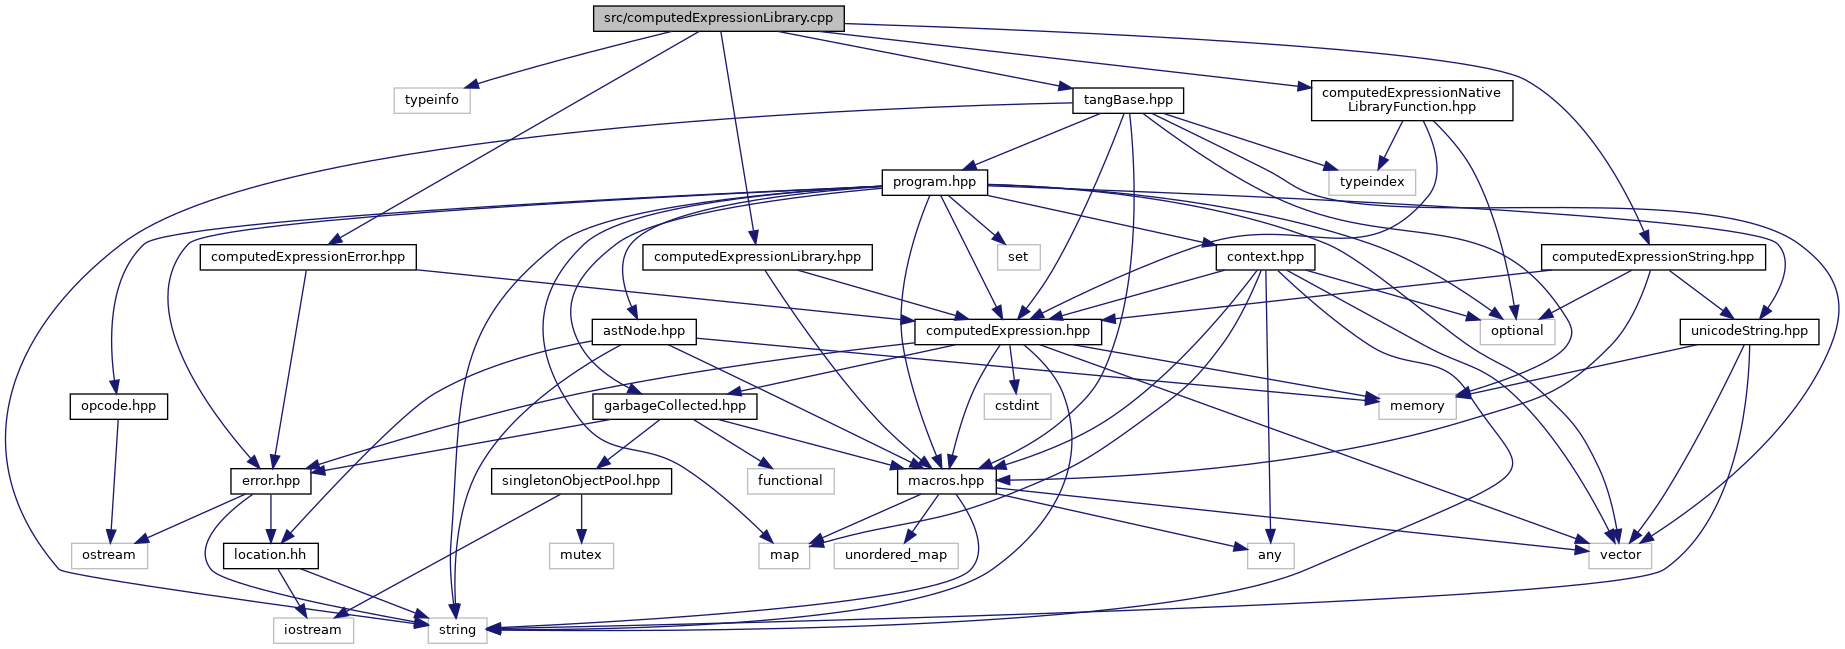 src/computedExpressionLibrary.cpp
typeinfo
tangBase.hpp
computedExpressionNative
LibraryFunction.hpp
program.hpp
typeindex
computedExpressionError.hpp
computedExpressionLibrary.hpp
set
context.hpp
computedExpressionString.hpp
astNode.hpp
computedExpression.hpp
optional
unicodeString.hpp
opcode.hpp
garbageCollected.hpp
cstdint
memory
error.hpp
singletonObjectPool.hpp
functional
macros.hpp
ostream
location.hh
mutex
map
unordered_map
any
vector
iostream
string